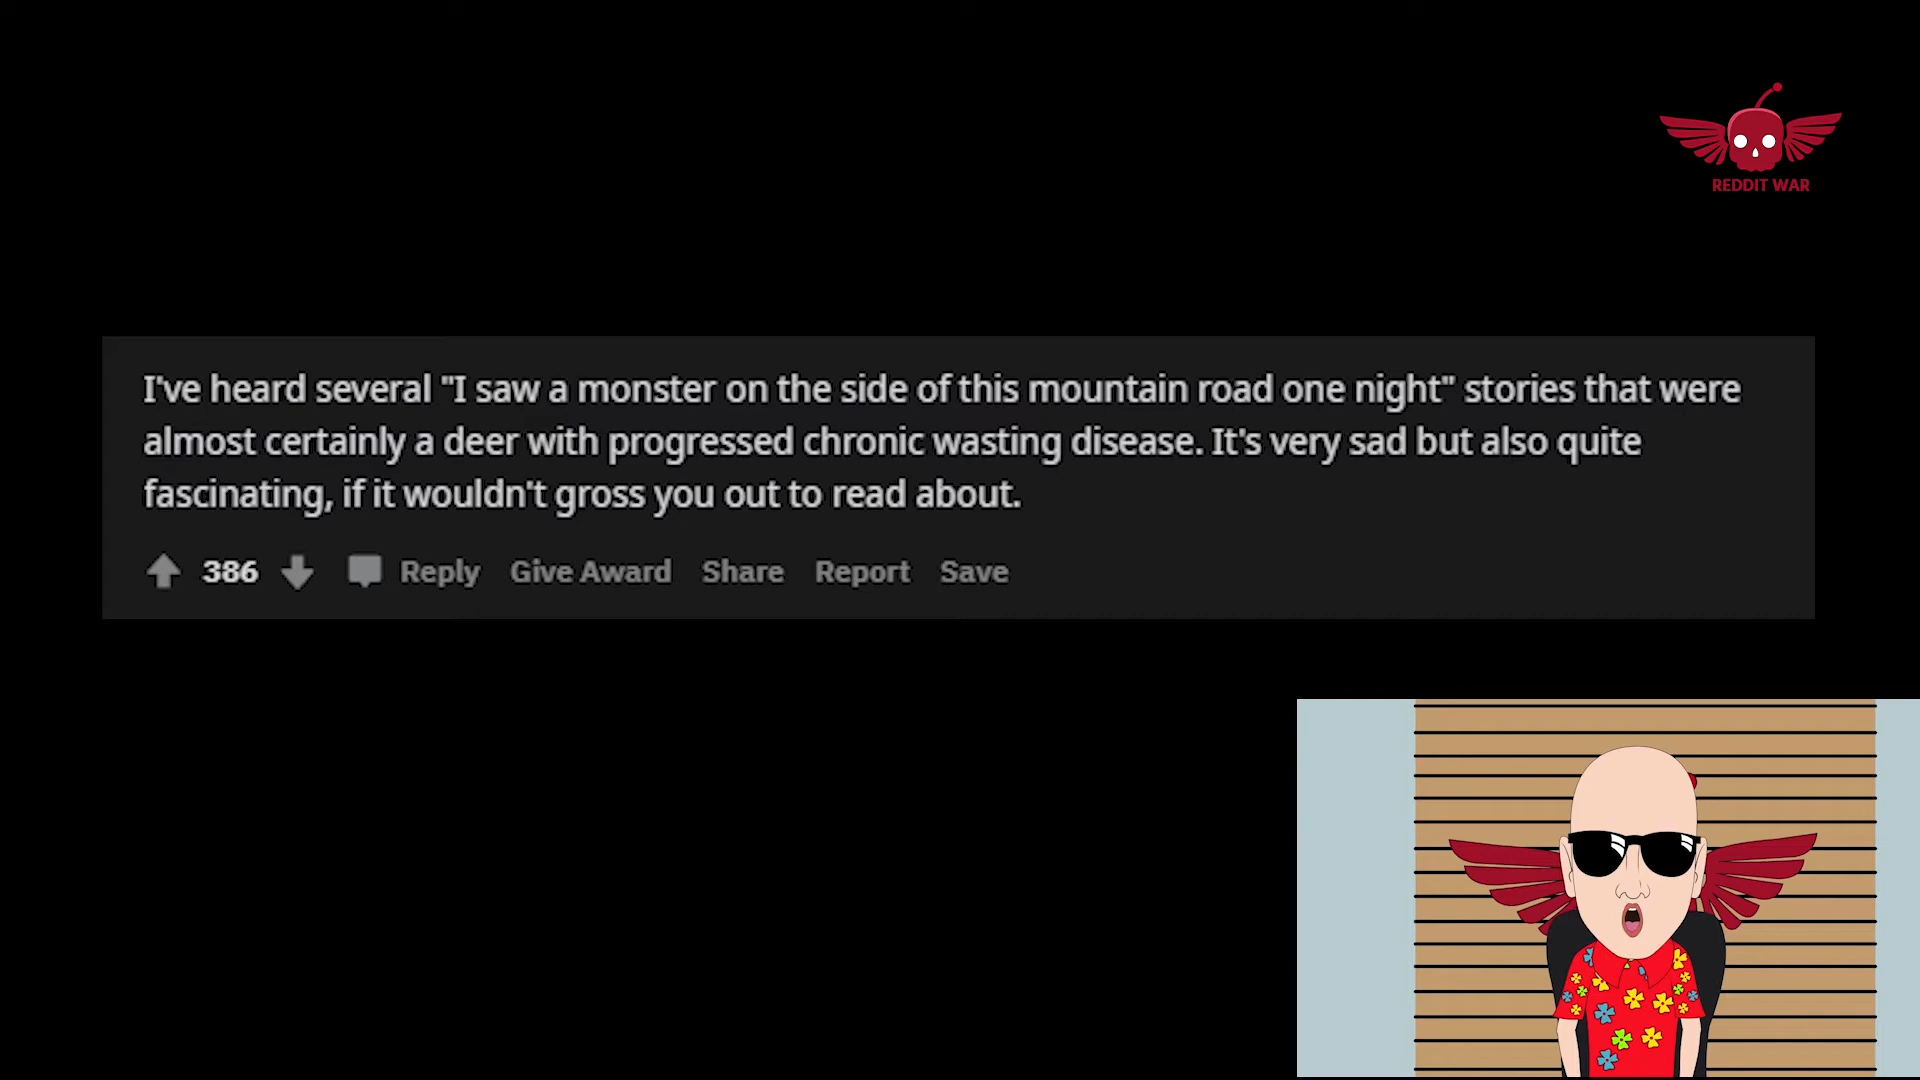 REDDIT WAR
I've heard several "I saw a monster on the side of this mountain road one night" stories that were
almost certainly a deer with progressed chronic wasting disease. It's very sad but also quite
fascinating, if it wouldn't gross you out to read about.
386 Reply Give Award Share Report Save